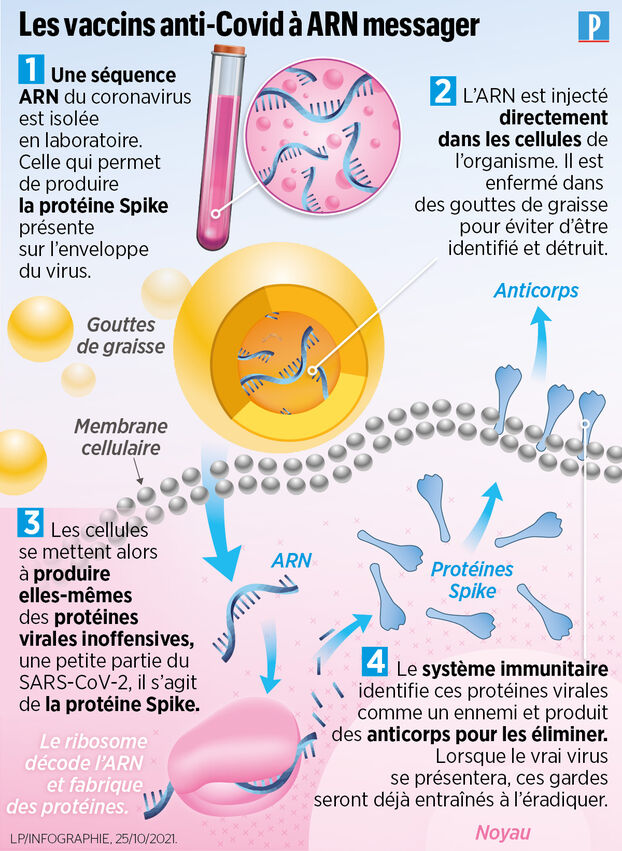 Les vaccins anti-Covid à ARN messager
P
1 Une séquence
ARN du coronavirus
est isolée
en laboratoire.
Celle qui permet
de produire
la protéine Spike
présente
sur l'enveloppe
du virus.
2 L'ARN est injecté
directement
dans les cellules de
l'organisme. Il est
enfermé dans
des gouttes de graisse
pour éviter d'être
identifié et détruit.
Gouttes
de graisse
Anticorps
Membrane
cellulaire
3 Les cellules
se mettent alors
à produire
elles-mêmes
des protéines
virales inoffensives,
une petite partie du
SARS-CoV-2, il s'agit
de la protéine Spike.
ARN
Protéines
Spike
4 Le système immunitaire
identifie ces protéines virales
comme un ennemi et produit
des anticorps pour les éliminer.
Lorsque le vrai virus
se présentera, ces gardes
seront déjà entraînés à l'éradiquer.
Le ribosome
décode l'ARN
et fabrique
des protéines.
Noyau
LP/INFOGRAPHIE, 25/10/2021.